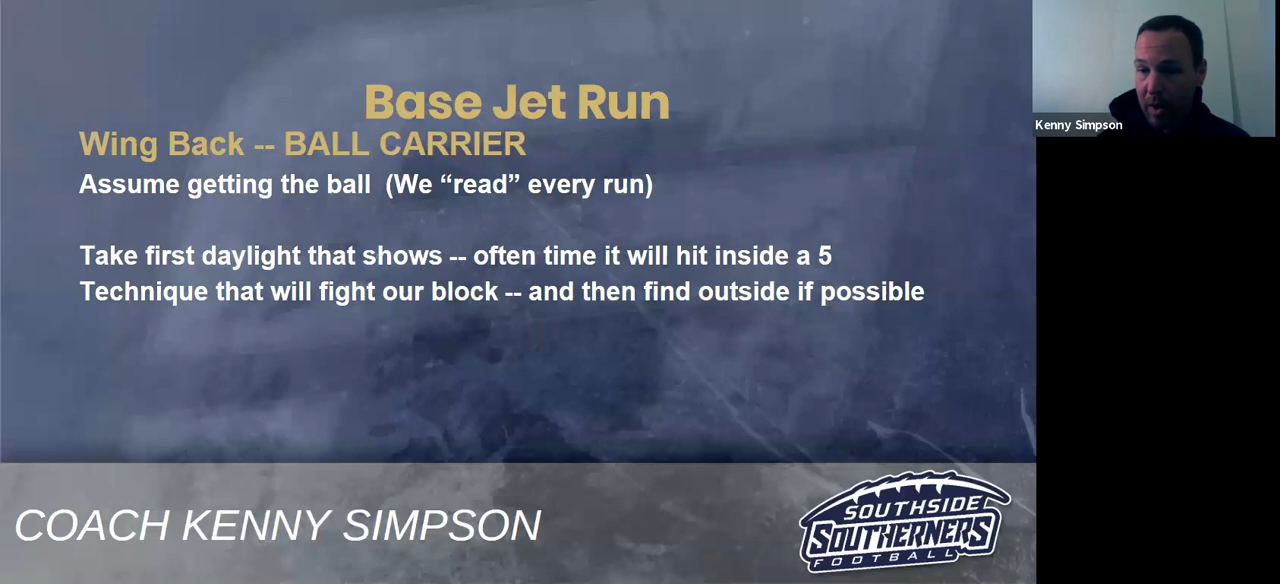 Base Jet Run
Wing Back -- BALL CARRIER
Assume getting the ball (We “read” every run)
Take first daylight that shows -- often time it will hit inside a 5
Technique that will fight our block -- and then find outside if possible
COACH KENNY SIMPSON
SOUTHSIDE
SOUTHERNERS
FOOTBALL
Kenny Simpson